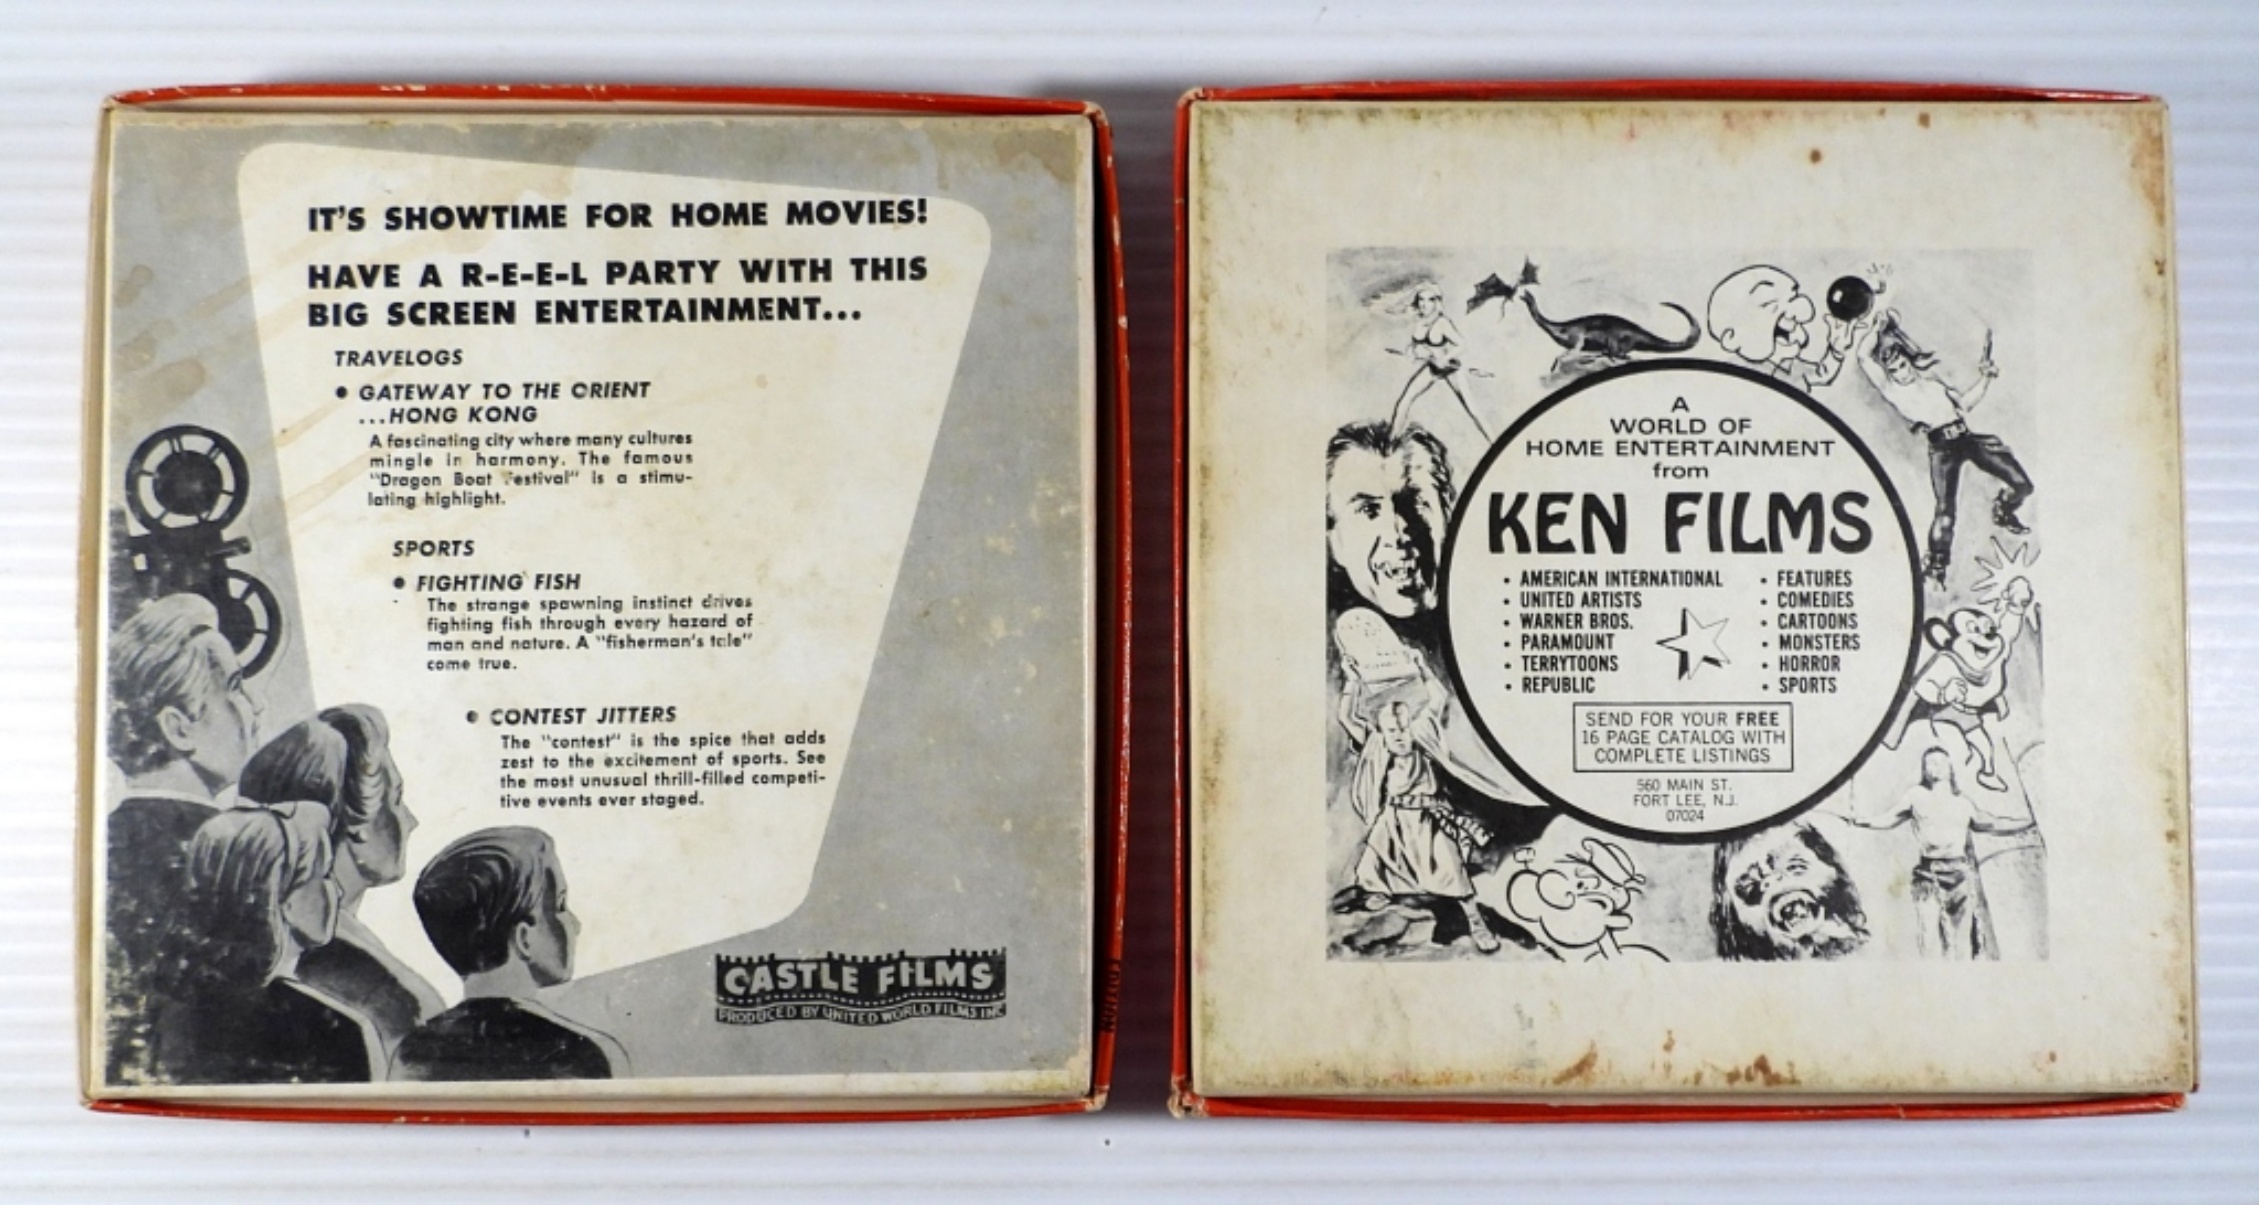 IT'S SHOWTIME FOR HOME MOVIES!
HAVE A R-E-E-L PARTY WITH THIS
BIG SCREEN ENTERTAINMENT...
TRAVELOGS
• GATEWAY TO THE ORIENT
...HONG KONG
A fascinating city where many cultures
mingle in harmony. The famous
"Dragon Boat Festival" is a stimu-
lating highlight.
SPORTS
• FIGHTING FISH
The strange spawning instinct drives
fighting fish through every hazard of
man and nature. A "fisherman's tale"
come true.
• CONTEST JITTERS
The "contest" is the spice that adds
zest to the excitement of sports. See
the most unusual thrill-filled competi-
tive events ever staged.
CASTLE FILMS
PRODUCED BY UNITED WORLD FILMS INC
A
WORLD OF
HOME ENTERTAINMENT
from
KEN FILMS
• AMERICAN INTERNATIONAL
• UNITED ARTISTS
• WARNER BROS.
• PARAMOUNT
• TERRYTOONS
• REPUBLIC
• FEATURES
• COMEDIES
• CARTOONS
• MONSTERS
• HORROR
• SPORTS
SEND FOR YOUR FREE
16 PAGE CATALOG WITH
COMPLETE LISTINGS
560 MAIN ST.
FORT LEE, N.J.
07024